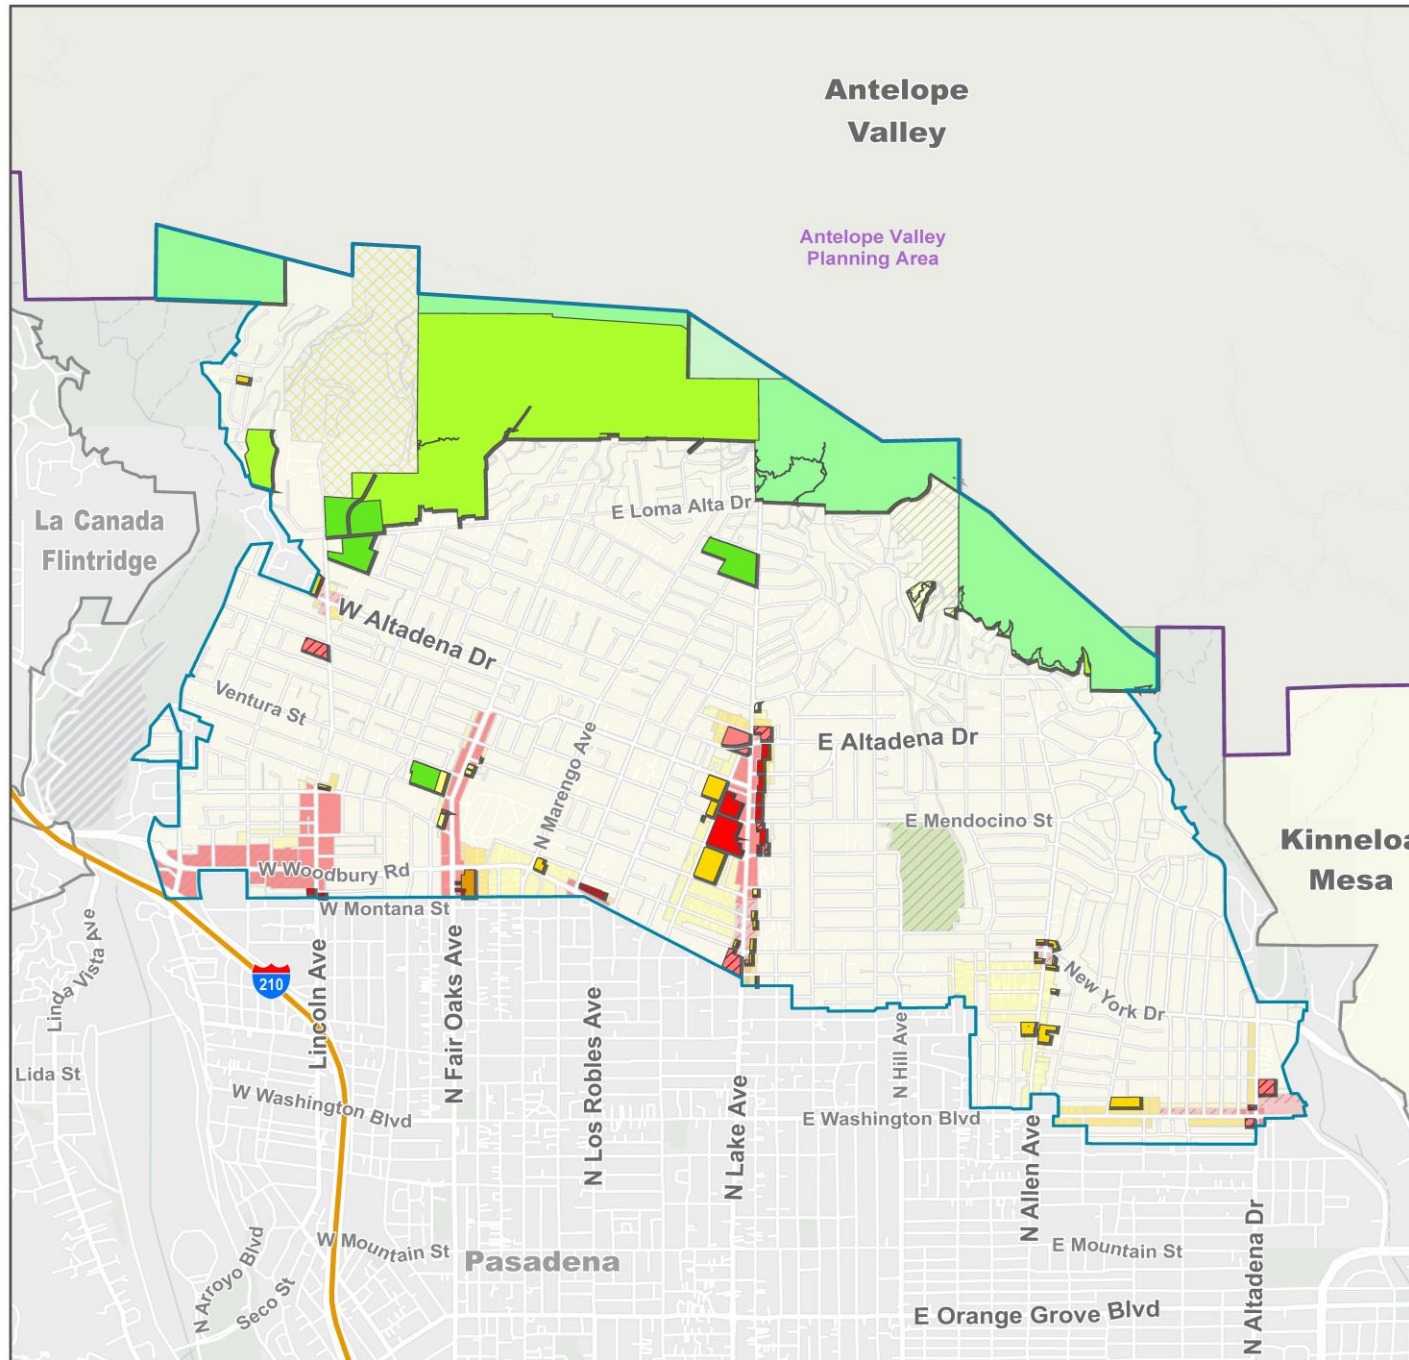 Antelope
Valley
Antelope Valley
Planning Area
La Canada
Flintridge
E Loma Alta Dr
W Altadena Dr
Ventura St
N Marengo Ave
E Altadena Dr
E Mendocino St
Kinneloa
Mesa
W Woodbury Rd
W Montana St
Linda Vista Ave
210
Lincoln Ave
N Fair Oaks Ave
N Los Robles Ave
N Lake Ave
N Hill Ave
New York Dr
Lida St
W Washington Blvd
E Washington Blvd
N Allen Ave
N Altadena Dr
N Arroyo Blvd
Seco St
W Mountain St
Pasadena
E Mountain St
E Orange Grove Blvd